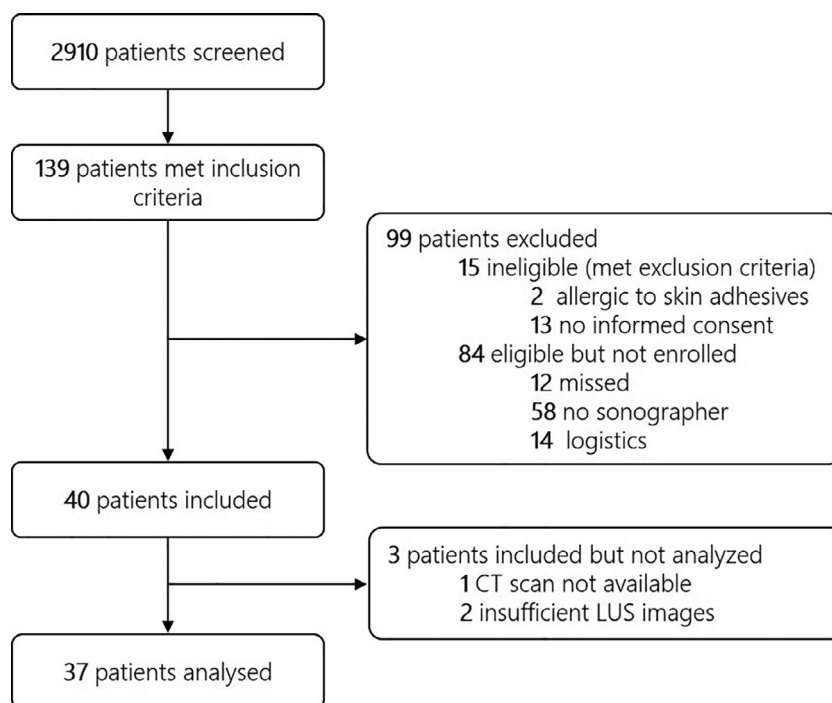 2910 patients screened
139 patients met inclusion
criteria
99 patients excluded
15 ineligible (met exclusion criteria)
2 allergic to skin adhesives
13 no informed consent
84 eligible but not enrolled
12 missed
58 no sonographer
14 logistics
40 patients included
3 patients included but not analyzed
1 CT scan not available
2 insufficient LUS images
37 patients analysed